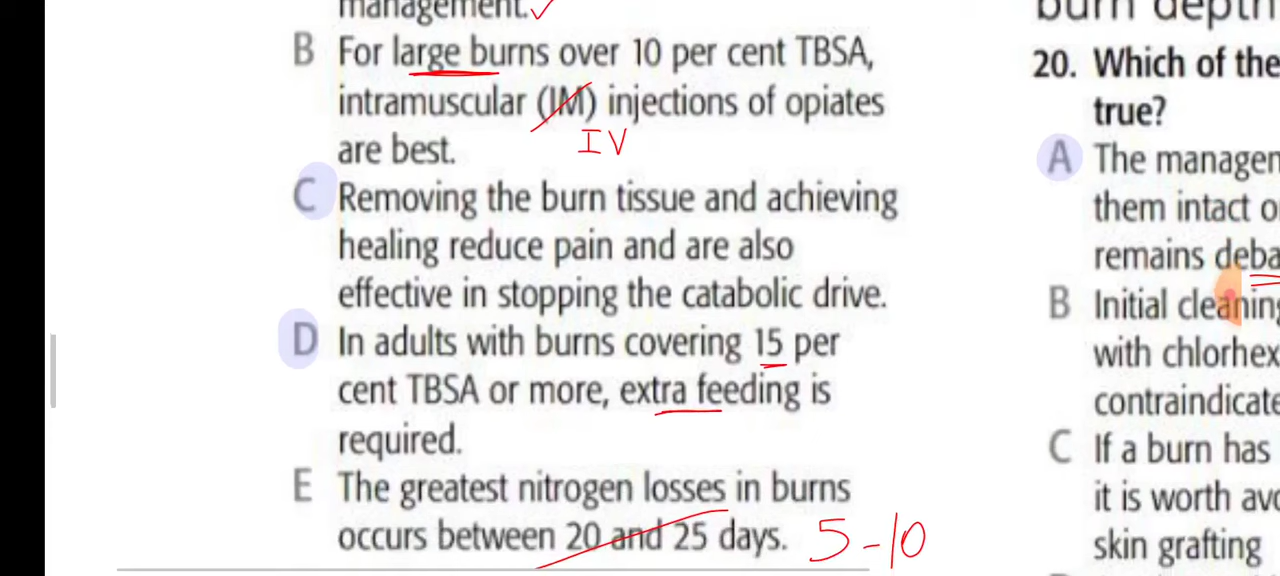 management. ✓
B For large burns over 10 per cent TBSA,
intramuscular (IM) injections of opiates
IV
are best.
C Removing the burn tissue and achieving
healing reduce pain and are also
effective in stopping the catabolic drive.
D In adults with burns covering 15 per
cent TBSA or more, extra feeding is
required.
E The greatest nitrogen losses in burns
occurs between 20 and 25 days. 5-10
burn depth
20. Which of the
true?
A The managem
them intact o
remains deba
B Initial cleaning
with chlorhex
contraindicate
C If a burn has
it is worth avo
skin grafting